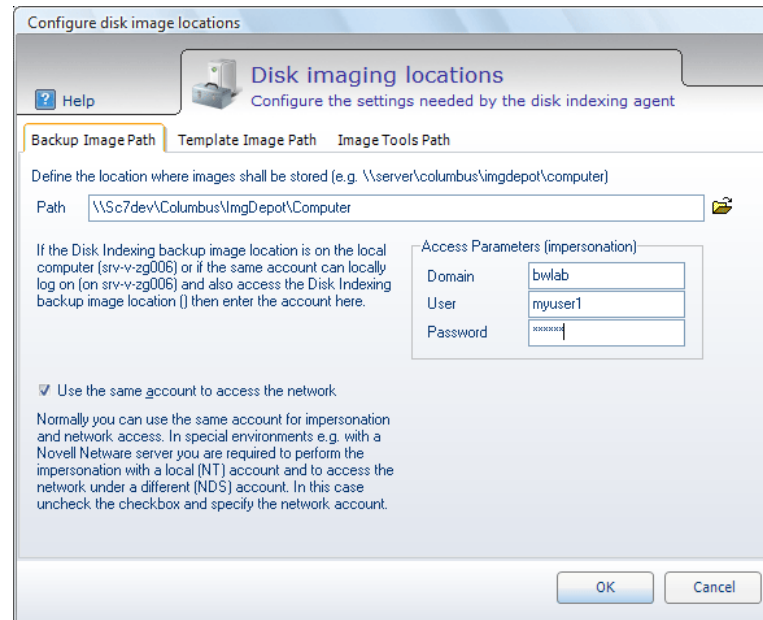 Configure disk image locations
Disk imaging locations
Configure the settings needed by the disk indexing agent
? Help
Backup Image Path Template Image Path Image Tools Path
Define the location where images shall be stored (e.g. \\server\columbus\imgdepot\computer)
Path \\Sc7dev\Columbus\ImgDepot\Computer
If the Disk Indexing backup image location is on the local
computer (srv-v-zg006) or if the same account can locally
log on (on srv-v-zg006) and also access the Disk Indexing
backup image location () then enter the account here.
Access Parameters (impersonation)
Domain bwlab
User myuser1
Password xxxxxx
Use the same account to access the network
Normally you can use the same account for impersonation
and network access. In special environments e.g. with a
Novell Netware server you are required to perform the
impersonation with a local (NT) account and to access the
network under a different (NDS) account. In this case
uncheck the checkbox and specify the network account.
OK Cancel